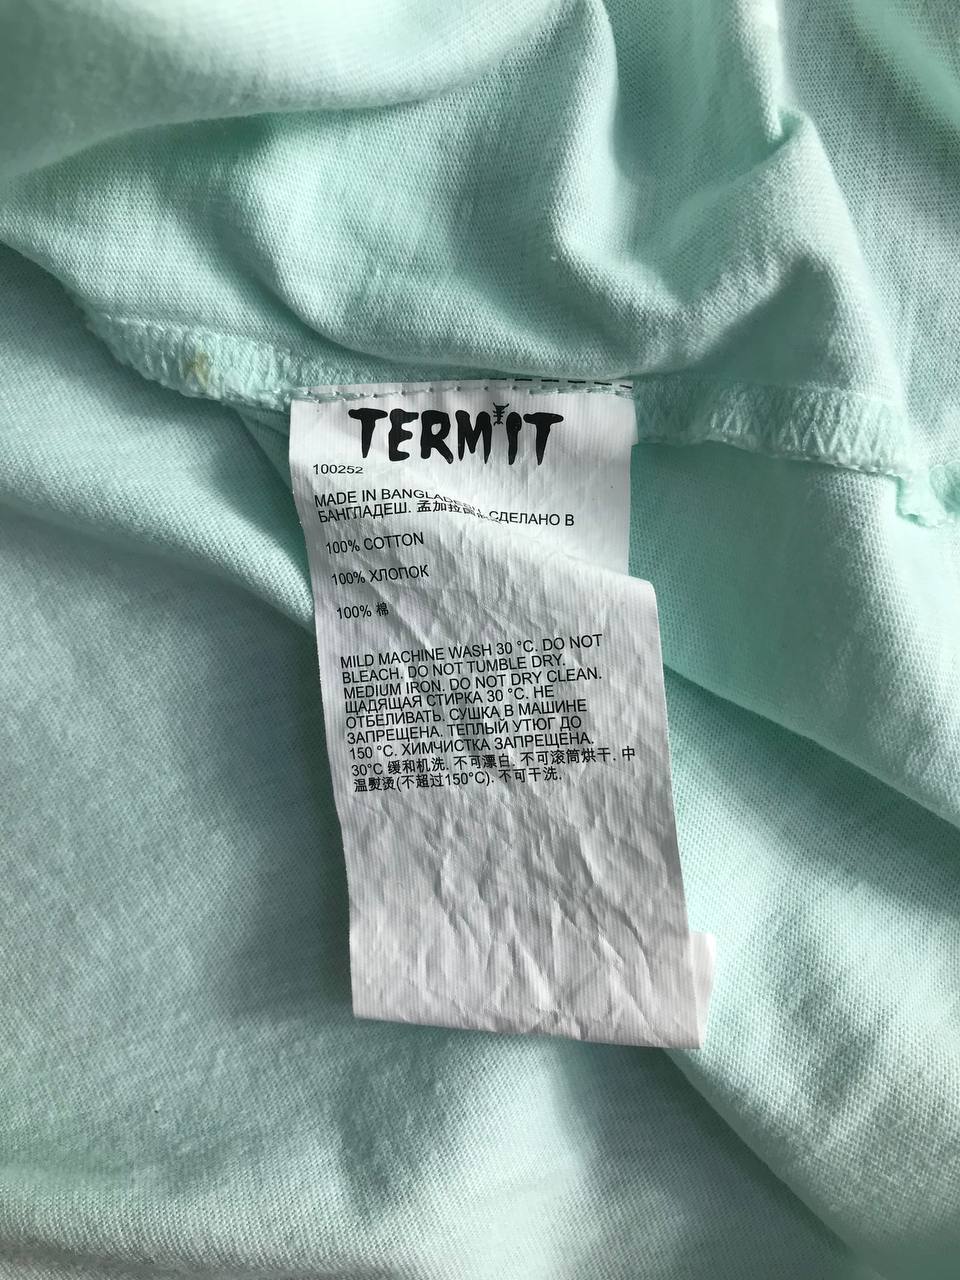 TERMIT
100252
MADE IN BANGLADESH. СДЕЛАНО В
БАНГЛАДЕШ. 孟加拉
100% COTTON
100% ХЛОПОК
100% 棉
MILD MACHINE WASH 30 °C. DO NOT
BLEACH. DO NOT TUMBLE DRY.
MEDIUM IRON. DO NOT DRY CLEAN.
ЩАДЯЩАЯ СТИРКА 30 °C. НЕ
ОТБЕЛИВАТЬ. СУШКА В МАШИНЕ
ЗАПРЕЩЕНА. ТЕПЛЫЙ УТЮГ ДО
150 °C. ХИМЧИСТКА ЗАПРЕЩЕНА.
30°C 缓和机洗. 不可漂白. 不可滚筒烘干. 中
温熨烫(不超过150°C). 不可干洗.